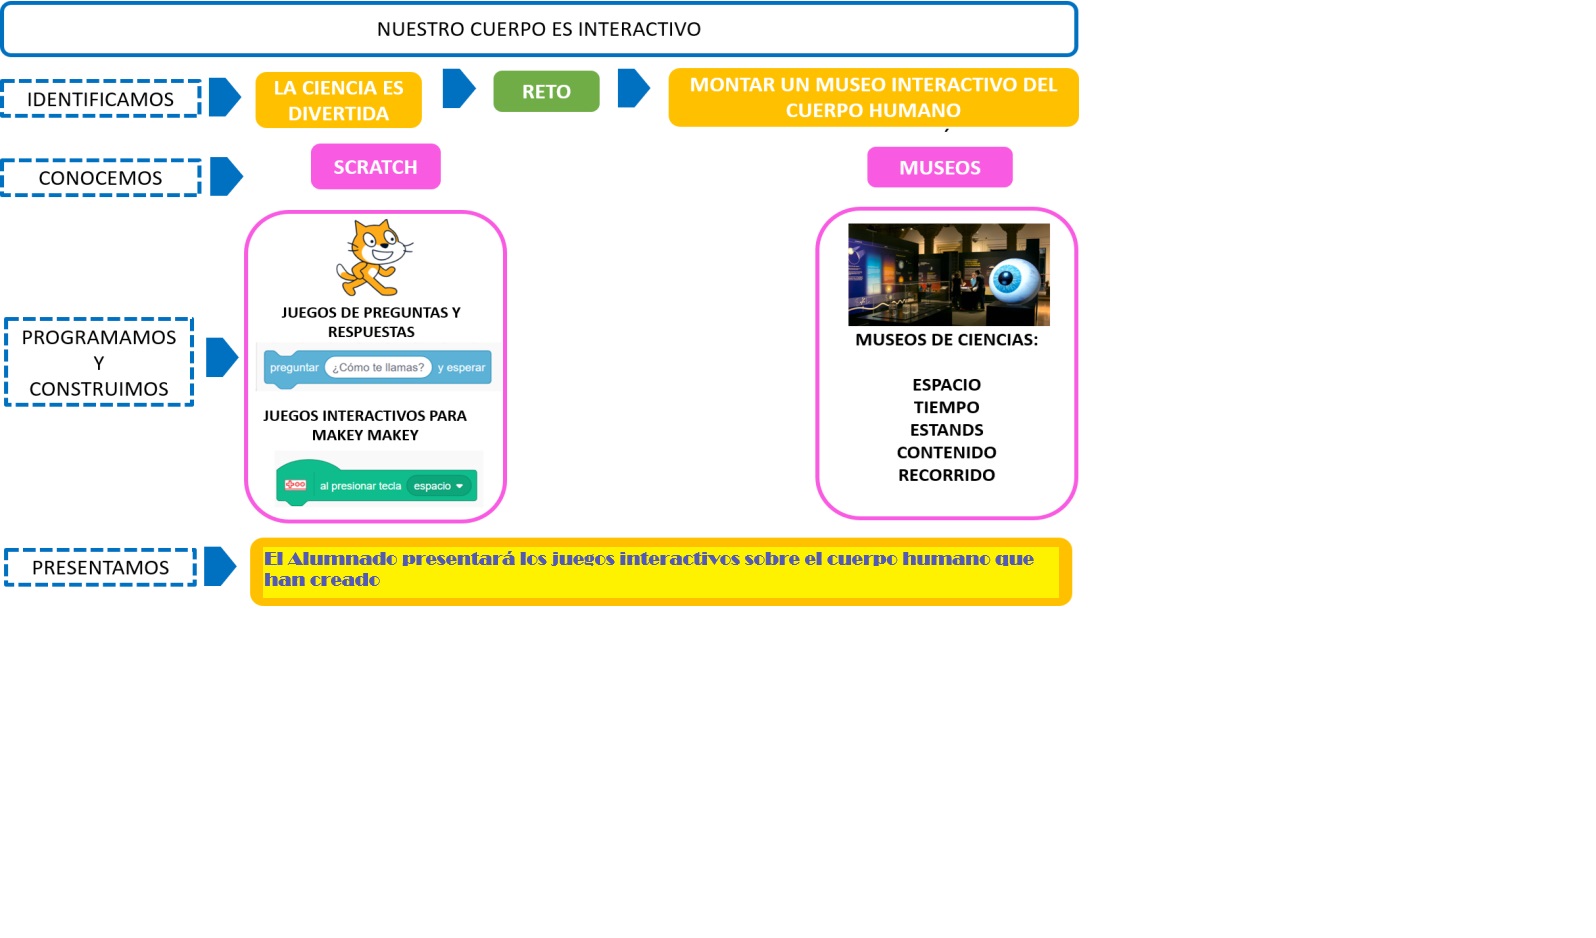 NUESTRO CUERPO ES INTERACTIVO
IDENTIFICAMOS
LA CIENCIA ES
DIVERTIDA
RETO
MONTAR UN MUSEO INTERACTIVO DEL
CUERPO HUMANO
CONOCEMOS
SCRATCH
MUSEOS
PROGRAMAMOS
Y
CONSTRUIMOS
JUEGOS DE PREGUNTAS Y
RESPUESTAS
preguntar ¿Cómo te llamas? y esperar
JUEGOS INTERACTIVOS PARA
MAKEY MAKEY
al presionar tecla espacio
MUSEOS DE CIENCIAS:
ESPACIO
TIEMPO
ESTANDS
CONTENIDO
RECORRIDO
PRESENTAMOS
El Alumnado presentará los juegos interactivos sobre el cuerpo humano que
han creado